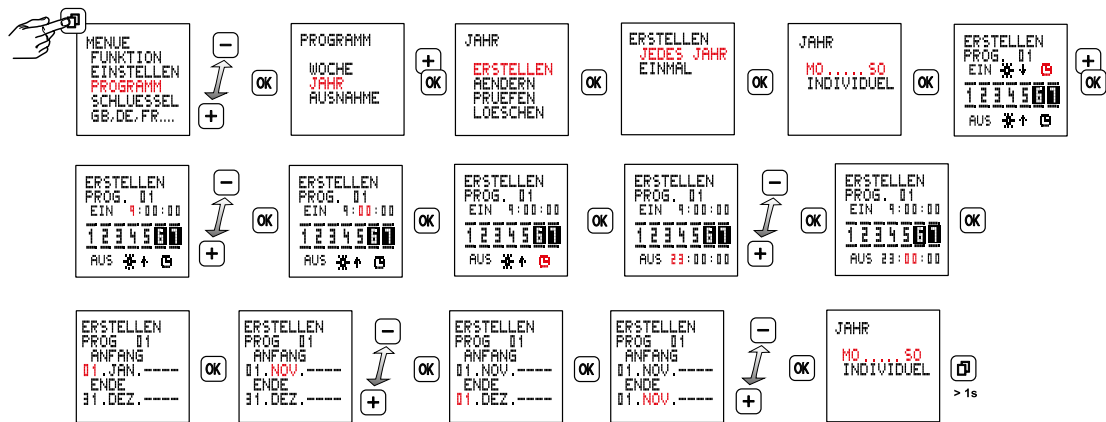 MENUE
FUNKTION
EINSTELLEN
PROGRAMM
SCHLUESSEL
GB,DE,FR....
−
+
OK
PROGRAMM
WOCHE
JAHR
AUSNAHME
+
OK
JAHR
ERSTELLEN
AENDERN
PRUEFEN
LOESCHEN
OK
ERSTELLEN
JEDES JAHR
EINMAL
OK
JAHR
MO.....SO
INDIVIDUEL
OK
ERSTELLEN
PROG. 01
EIN
1 2 3 4 5 6 7
AUS
+
OK
ERSTELLEN
PROG. 01
EIN 9:00:00
1 2 3 4 5 6 7
AUS
−
+
OK
ERSTELLEN
PROG. 01
EIN 9:00:00
1 2 3 4 5 6 7
AUS
OK
ERSTELLEN
PROG. 01
EIN 9:00:00
1 2 3 4 5 6 7
AUS
OK
ERSTELLEN
PROG. 01
EIN 9:00:00
1 2 3 4 5 6 7
AUS 23:00:00
−
+
OK
ERSTELLEN
PROG. 01
EIN 9:00:00
1 2 3 4 5 6 7
AUS 23:00:00
OK
ERSTELLEN
PROG 01
ANFANG
01.JAN.----
ENDE
31.DEZ.----
OK
ERSTELLEN
PROG 01
ANFANG
01.NOV.----
ENDE
31.DEZ.----
−
+
OK
ERSTELLEN
PROG 01
ANFANG
01.NOV.----
ENDE
01.DEZ.----
OK
ERSTELLEN
PROG 01
ANFANG
01.NOV.----
ENDE
01.NOV.----
−
+
OK
JAHR
MO.....SO
INDIVIDUEL
> 1s